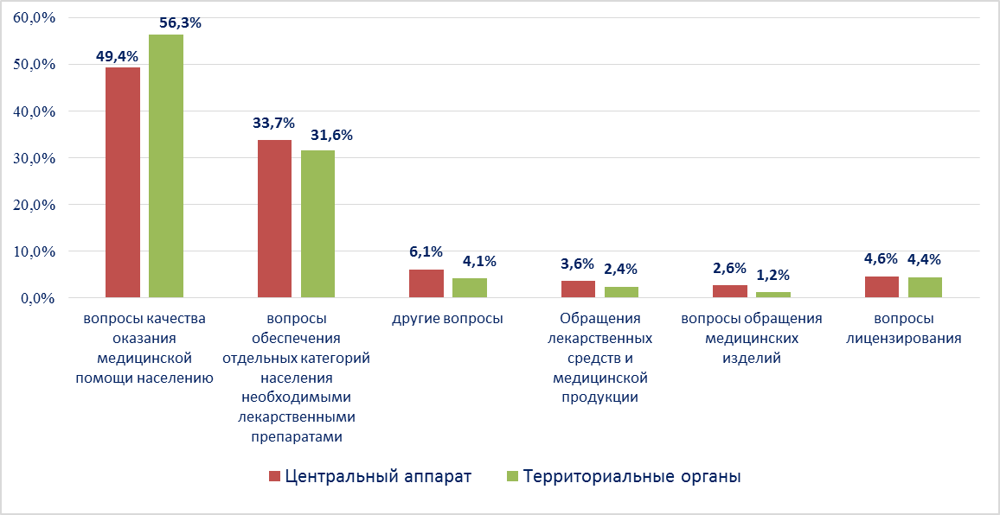 60,0%
50,0%
40,0%
30,0%
20,0%
10,0%
0,0%
49,4%
56,3%
33,7%
31,6%
6,1%
4,1%
3,6%
2,4%
2,6%
1,2%
4,6%
4,4%
вопросы качества
оказания
медицинской
помощи населению
вопросы
обеспечения
отдельных категорий
населения
необходимыми
лекарственными
препаратами
другие вопросы
Обращения
лекарственных
средств и
медицинской
продукции
вопросы обращения
медицинских
изделий
вопросы
лицензирования
Центральный аппарат
Территориальные органы